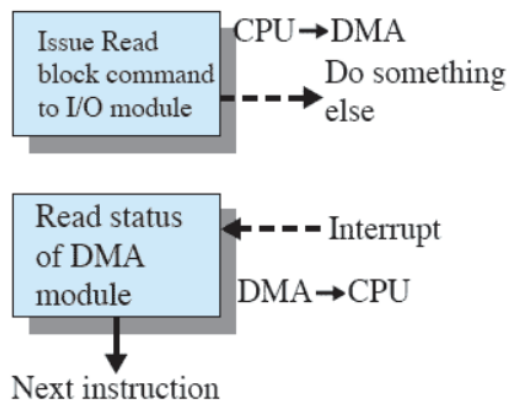 Issue Read
block command
to I/O module
CPU→DMA
Do something
else
Read status
of DMA
module
Interrupt
DMA→CPU
Next instruction